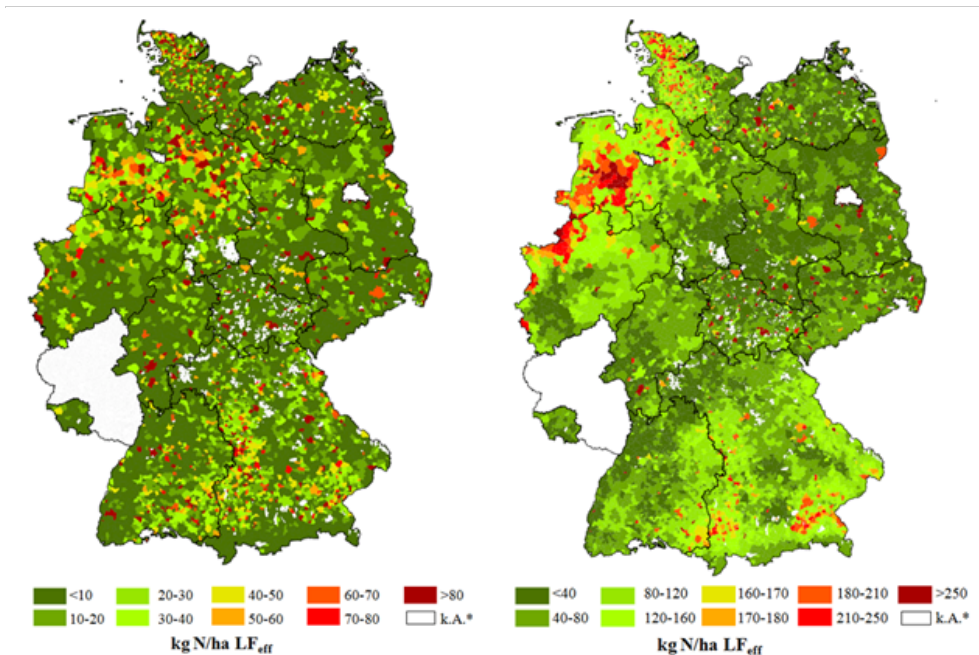 <10 20-30 40-50 60-70 >80
10-20 30-40 50-60 70-80 k.A.*
kg N/ha LFeff
<40 80-120 160-170 180-210 >250
40-80 120-160 170-180 210-250 k.A.*
kg N/ha LFeff